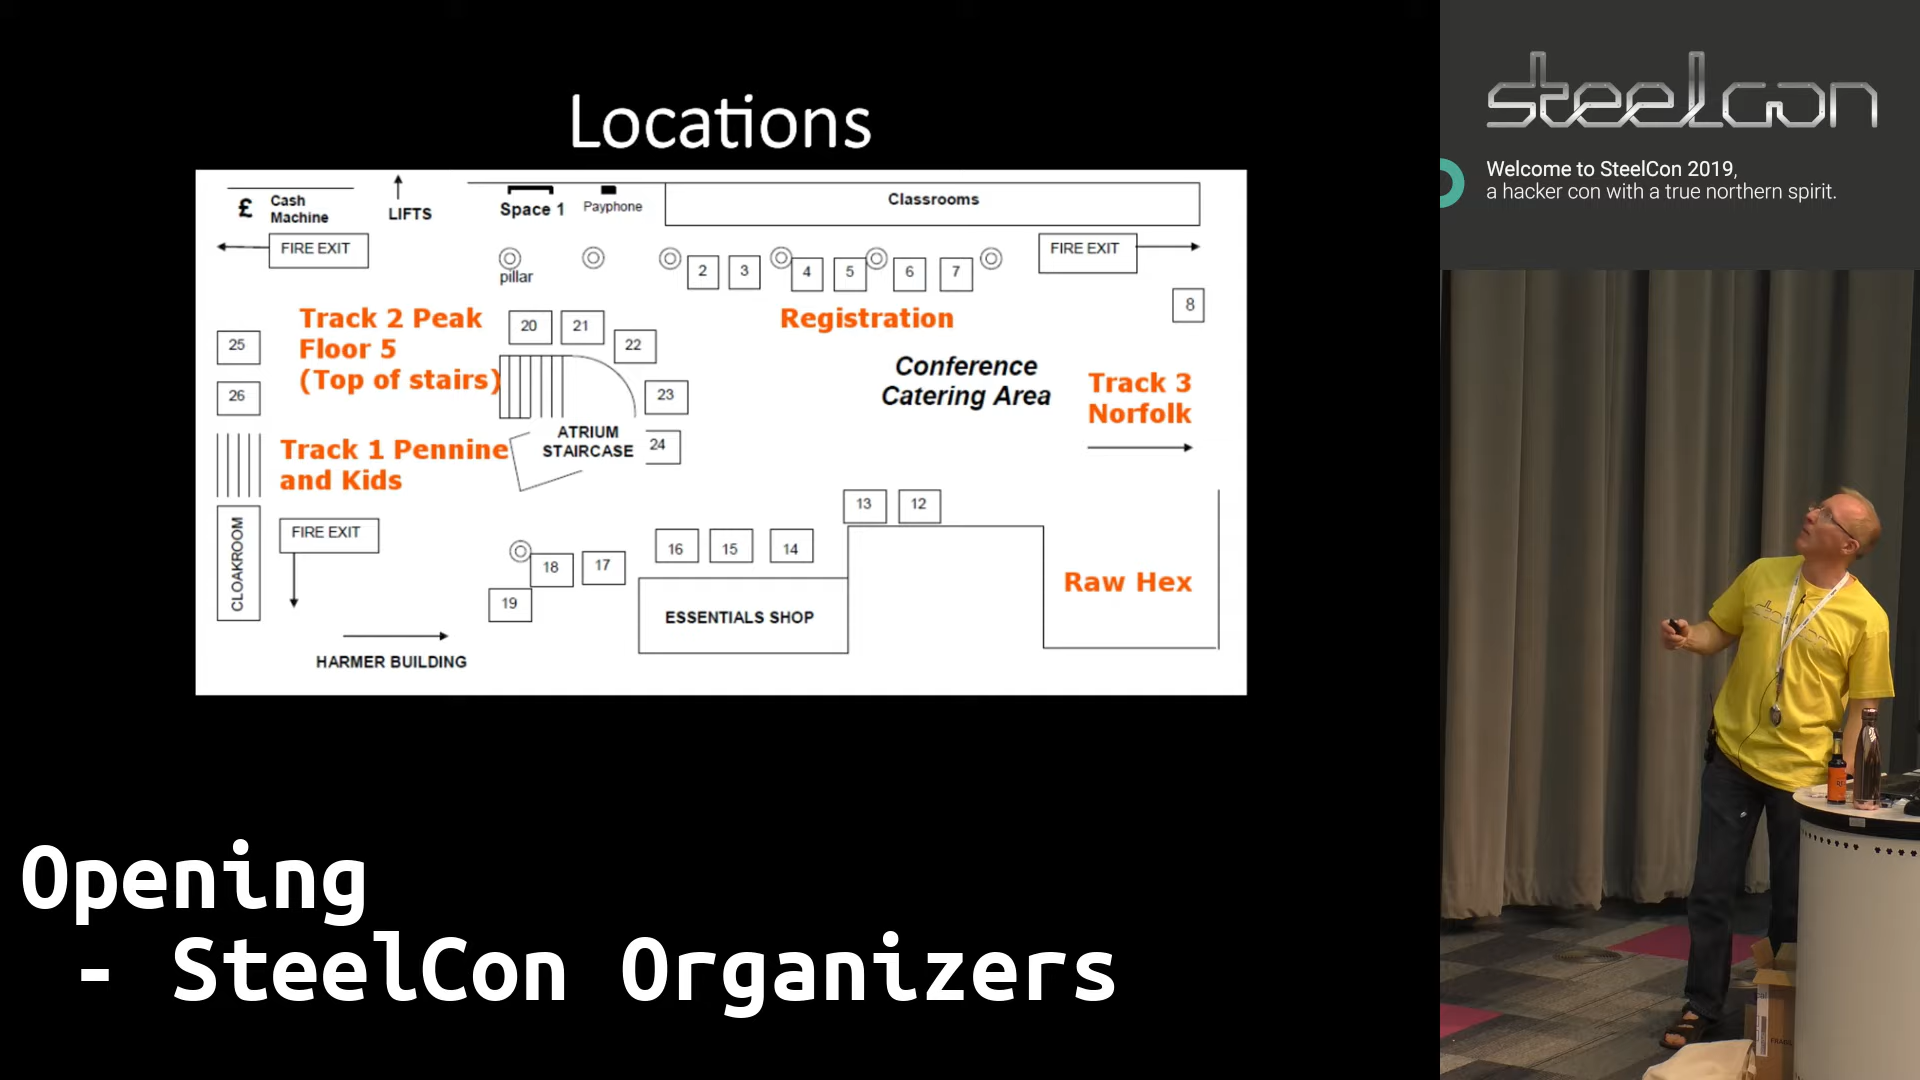 Locations
£
Cash
Machine
LIFTS
Space 1
Payphone
Classrooms
FIRE EXIT
FIRE EXIT
pillar
2
3
4
5
6
7
8
Track 2 Peak
Floor 5
(Top of stairs)
20
21
22
23
24
Registration
Conference
Catering Area
Track 3
Norfolk
25
26
ATRIUM
STAIRCASE
Track 1 Pennine
and Kids
CLOAKROOM
FIRE EXIT
13
12
16
15
14
18
17
19
ESSENTIALS SHOP
Raw Hex
HARMER BUILDING
Opening
- SteelCon Organizers
steelcon
Welcome to SteelCon 2019,
a hacker con with a true northern spirit.